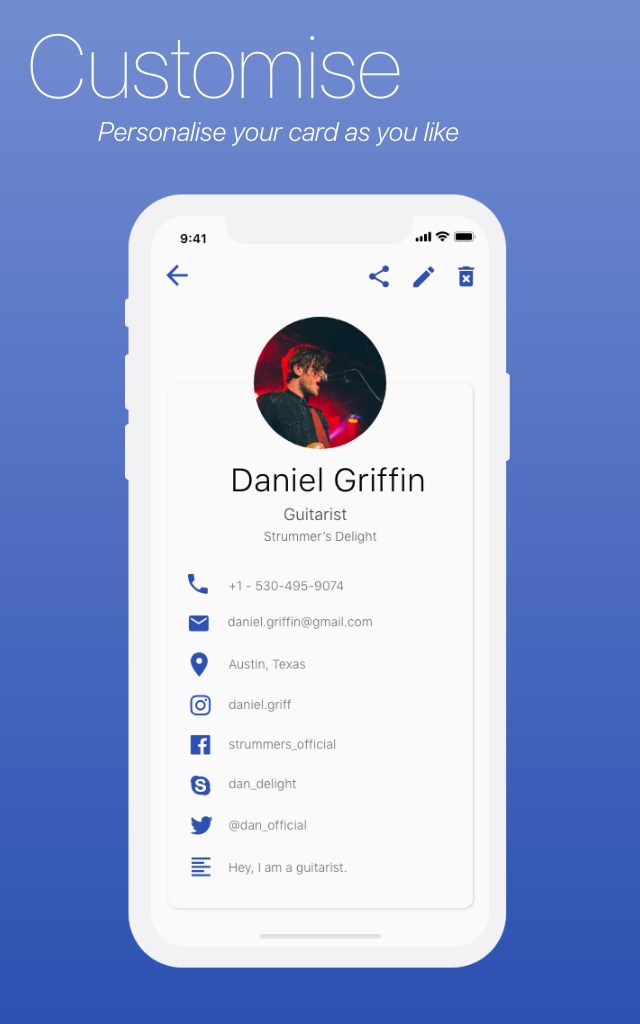 Customise
Personalise your card as you like
9:41
Daniel Griffin
Guitarist
Strummer's Delight
+1 - 530-495-9074
daniel.griffin@gmail.com
Austin, Texas
daniel.griff
strummers_official
dan_delight
@dan_official
Hey, I am a guitarist.